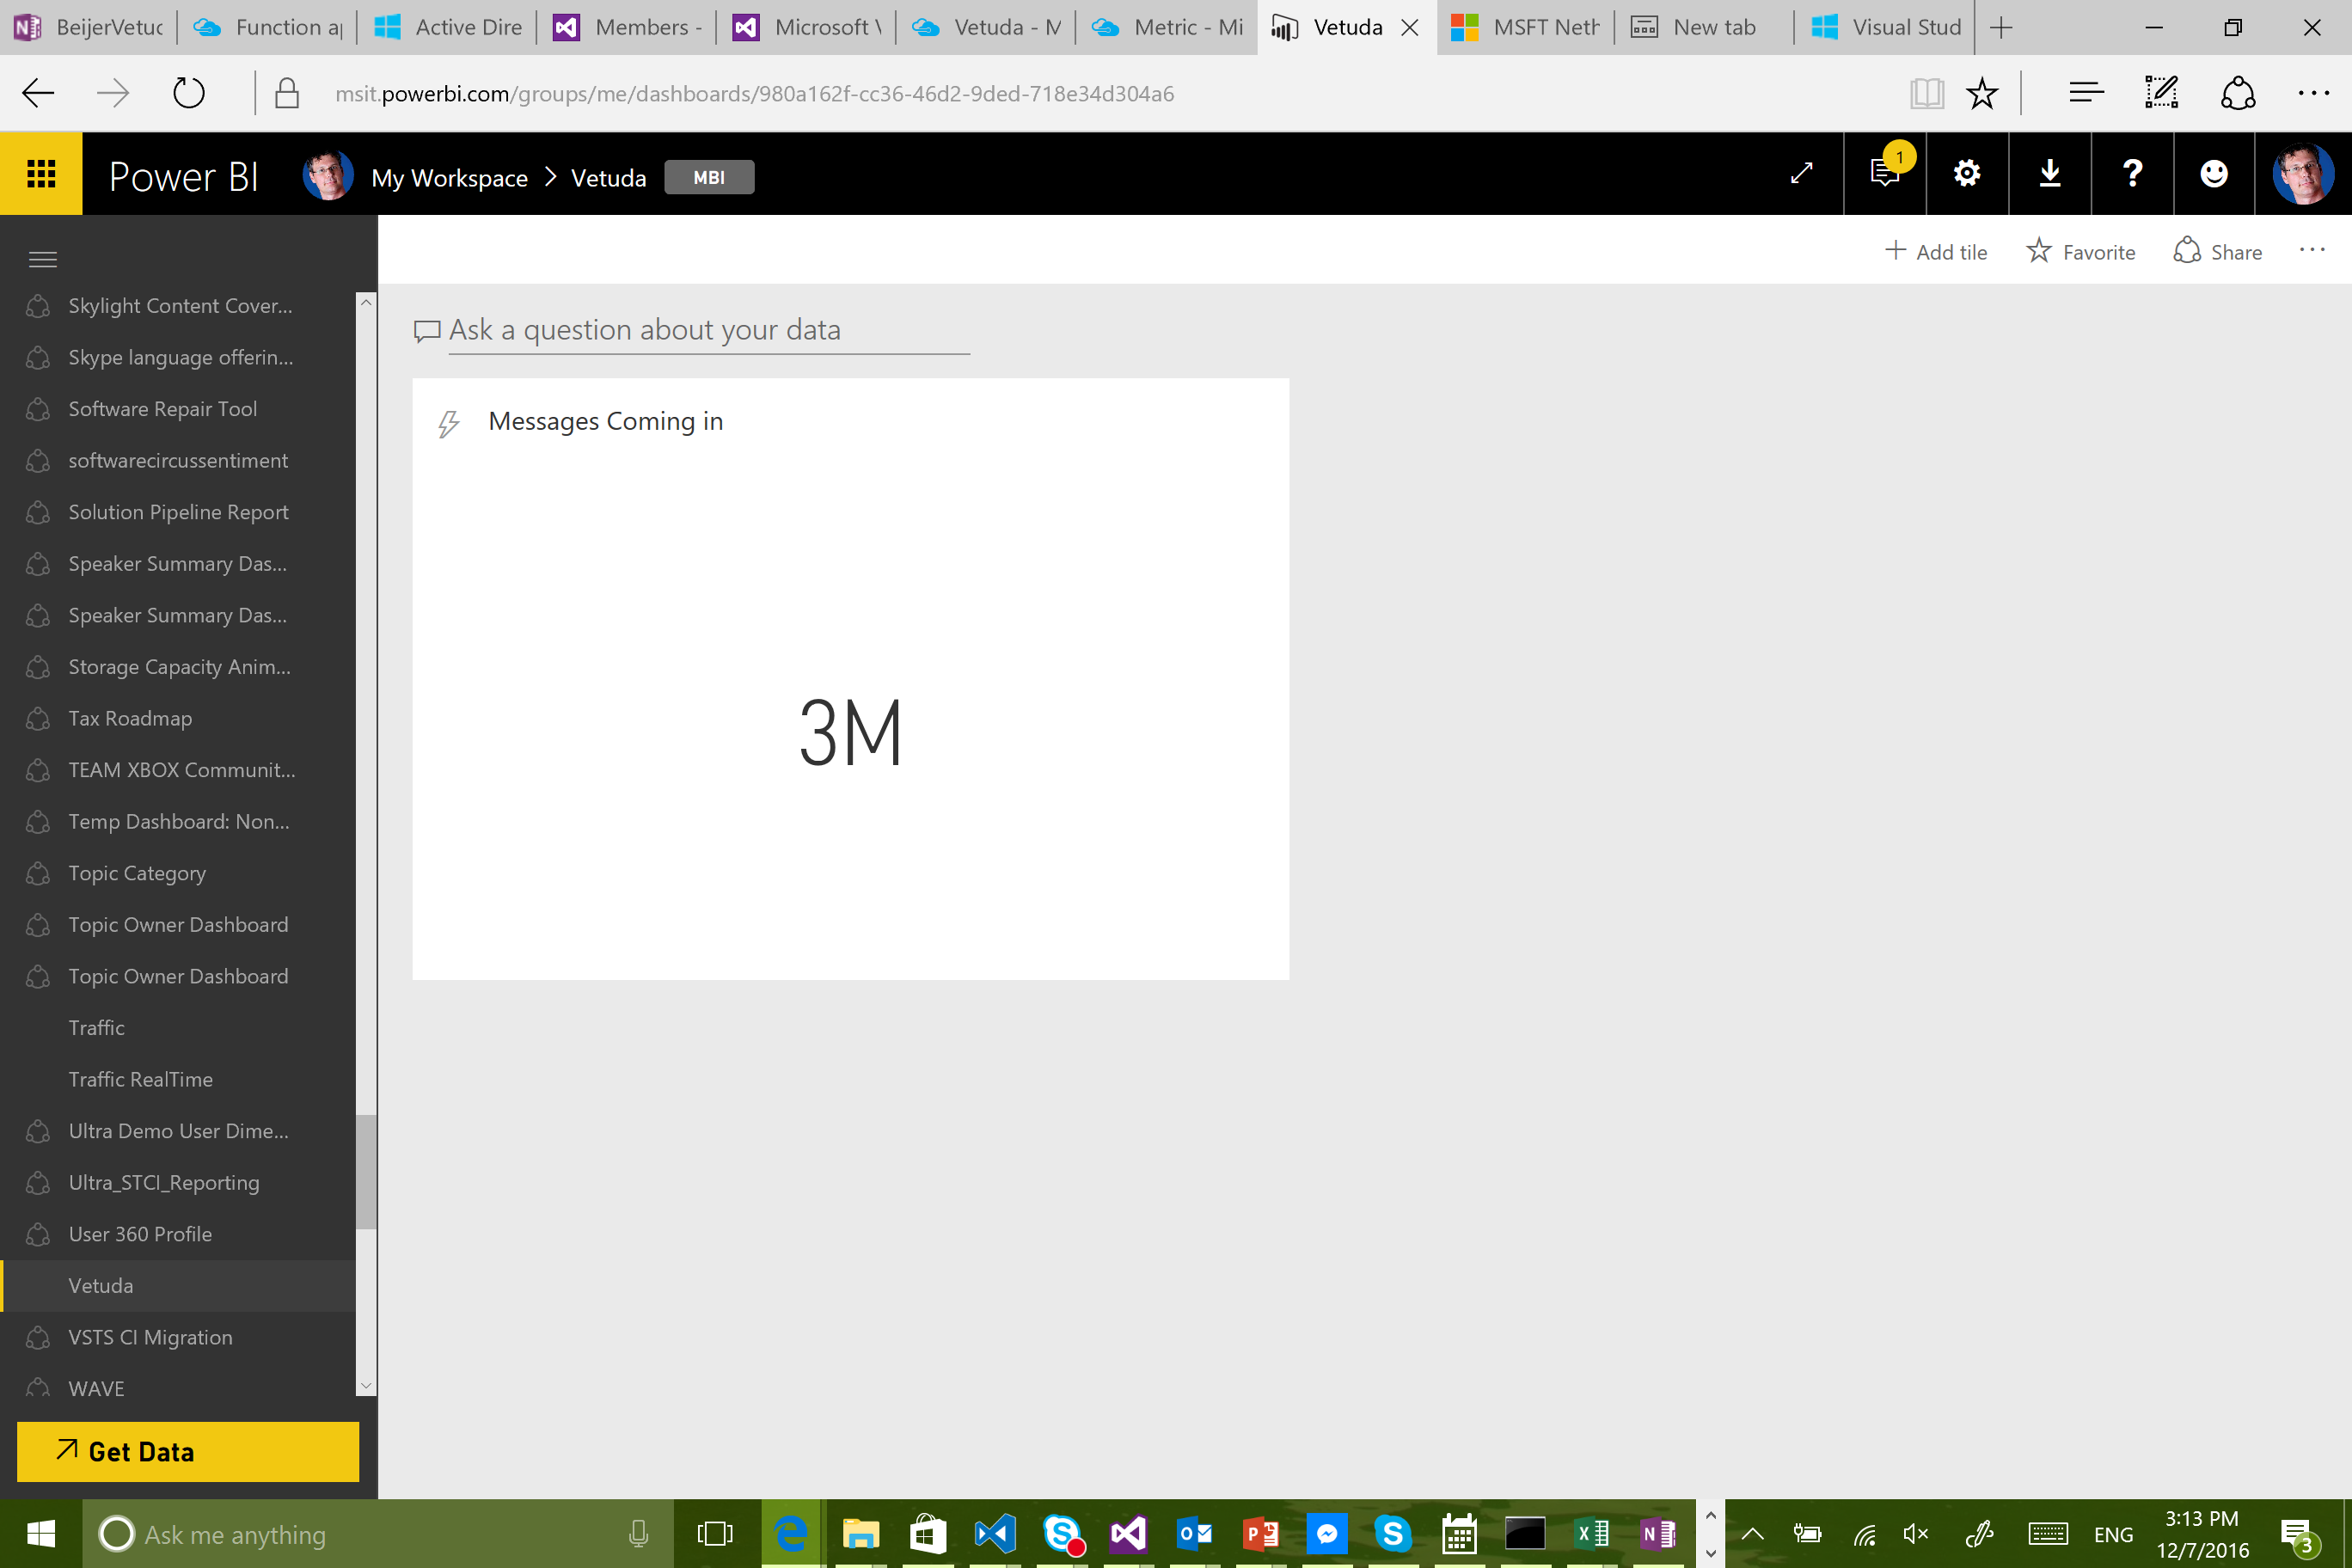 BeijerVetuc
Function a
Active Dire
Members -
Microsoft V
Vetuda - M
Metric - Mi
Vetuda
MSFT Neth
New tab
Visual Stud
msit.powerbi.com/groups/me/dashboards/980a162f-cc36-46d2-9ded-718e34d304a6
Power BI
My Workspace > Vetuda
MBI
1
?
Add tile
Favorite
Share
Skylight Content Cover...
Skype language offerin...
Software Repair Tool
softwarecircussentiment
Solution Pipeline Report
Speaker Summary Das...
Speaker Summary Das...
Storage Capacity Anim...
Tax Roadmap
TEAM XBOX Communit...
Temp Dashboard: Non...
Topic Category
Topic Owner Dashboard
Topic Owner Dashboard
Traffic
Traffic RealTime
Ultra Demo User Dime...
Ultra_STCI_Reporting
User 360 Profile
Vetuda
VSTS CI Migration
WAVE
Get Data
Ask a question about your data
Messages Coming in
3M
Ask me anything
ENG
3:13 PM
12/7/2016
3